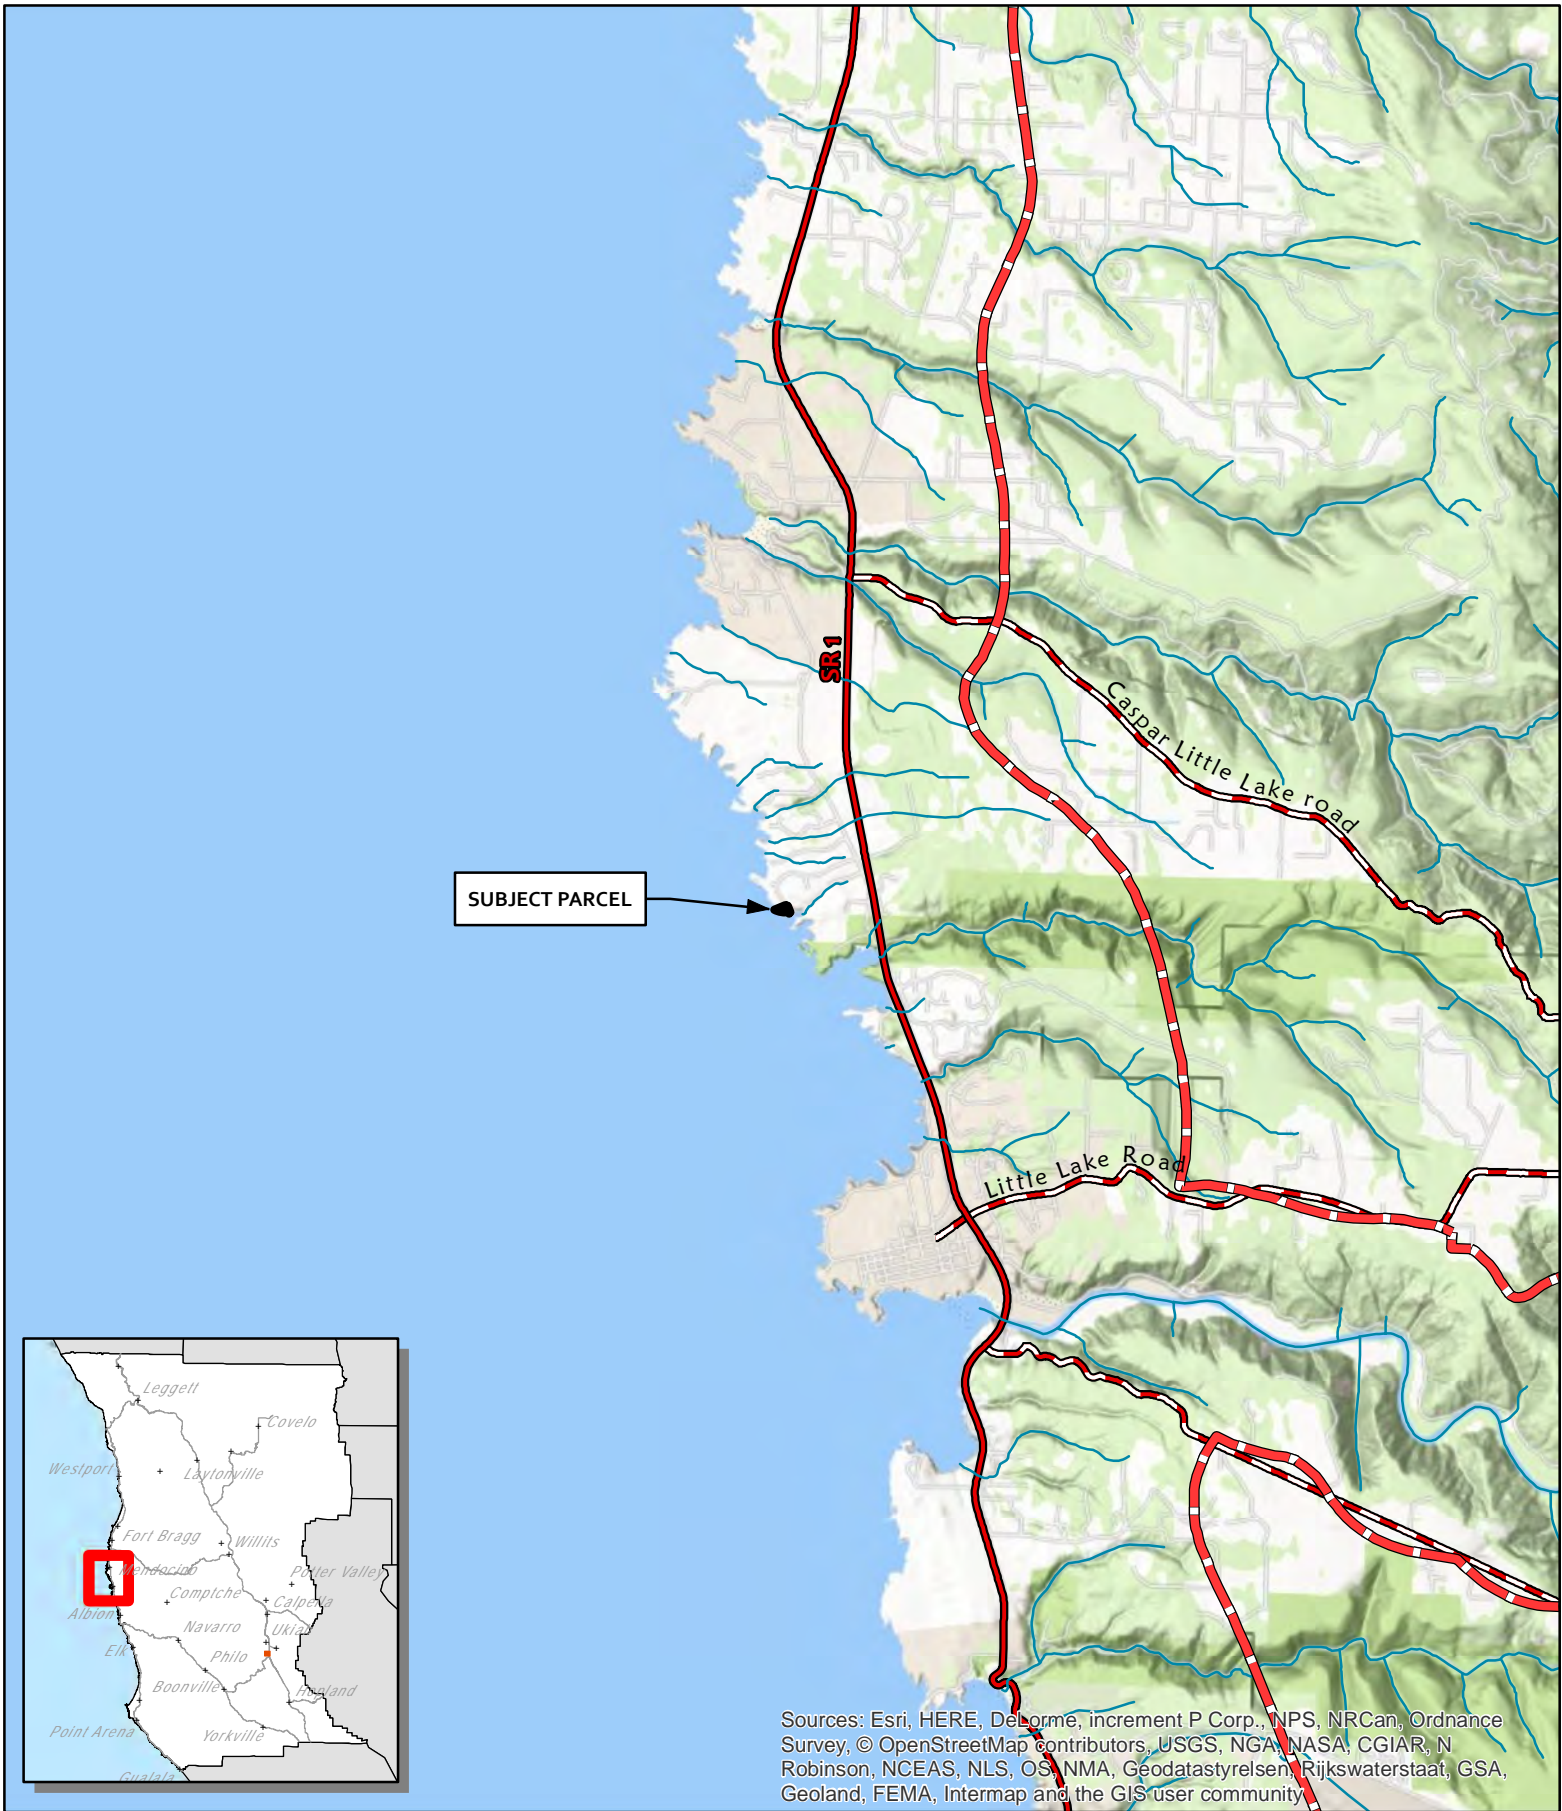 SR 1
Caspar Little Lake road
SUBJECT PARCEL
Little Lake Road
Leggett
Covelo
Westport
Laytonville
Fort Bragg
Willits
Mendocino
Potter Valley
Comptche
Calpella
Albion
Navarro
Ukiah
Elk
Philo
Boonville
Hopland
Point Arena
Yorkville
Gualala
Sources: Esri, HERE, DeLorme, increment P Corp., NPS, NRCan, Ordnance
Survey, © OpenStreetMap contributors, USGS, NGA, NASA, CGIAR, N
Robinson, NCEAS, NLS, OS, NMA, Geodatastyrelsen, Rijkswaterstaat, GSA,
Geoland, FEMA, Intermap and the GIS user community